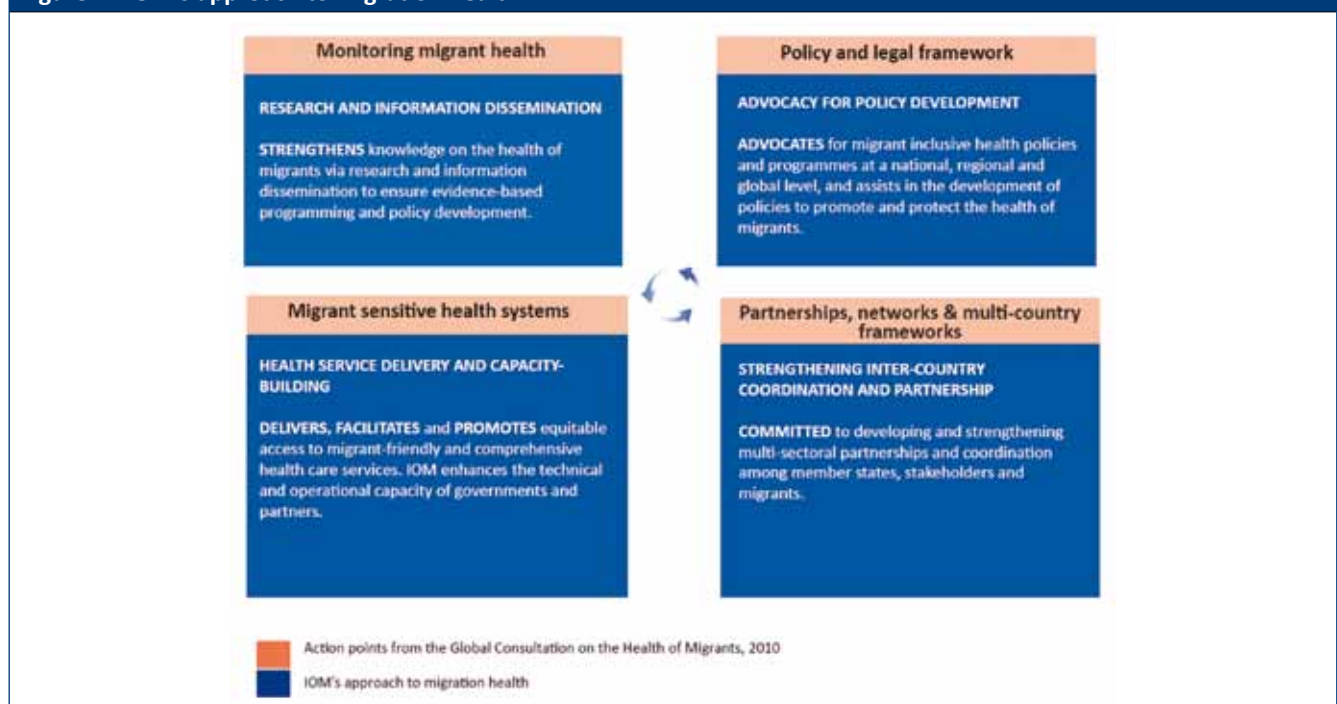 Monitoring migrant health
RESEARCH AND INFORMATION DISSEMINATION
STRENGTHENS knowledge on the health of
migrants via research and information
dissemination to ensure evidence-based
programming and policy development.
Policy and legal framework
ADVOCACY FOR POLICY DEVELOPMENT
ADVOCATES for migrant inclusive health policies
and programmes at a national, regional and
global level, and assists in the development of
policies to promote and protect the health of
migrants.
Migrant sensitive health systems
HEALTH SERVICE DELIVERY AND CAPACITY-
BUILDING
DELIVERS, FACILITATES and PROMOTES equitable
access to migrant-friendly and comprehensive
health care services. IOM enhances the technical
and operational capacity of governments and
partners.
Partnerships, networks & multi-country
frameworks
STRENGTHENING INTER-COUNTRY
COORDINATION AND PARTNERSHIP
COMMITTED to developing and strengthening
multi-sectoral partnerships and coordination
among member states, stakeholders and
migrants.
Action points from the Global Consultation on the Health of Migrants, 2010
IOM's approach to migration health